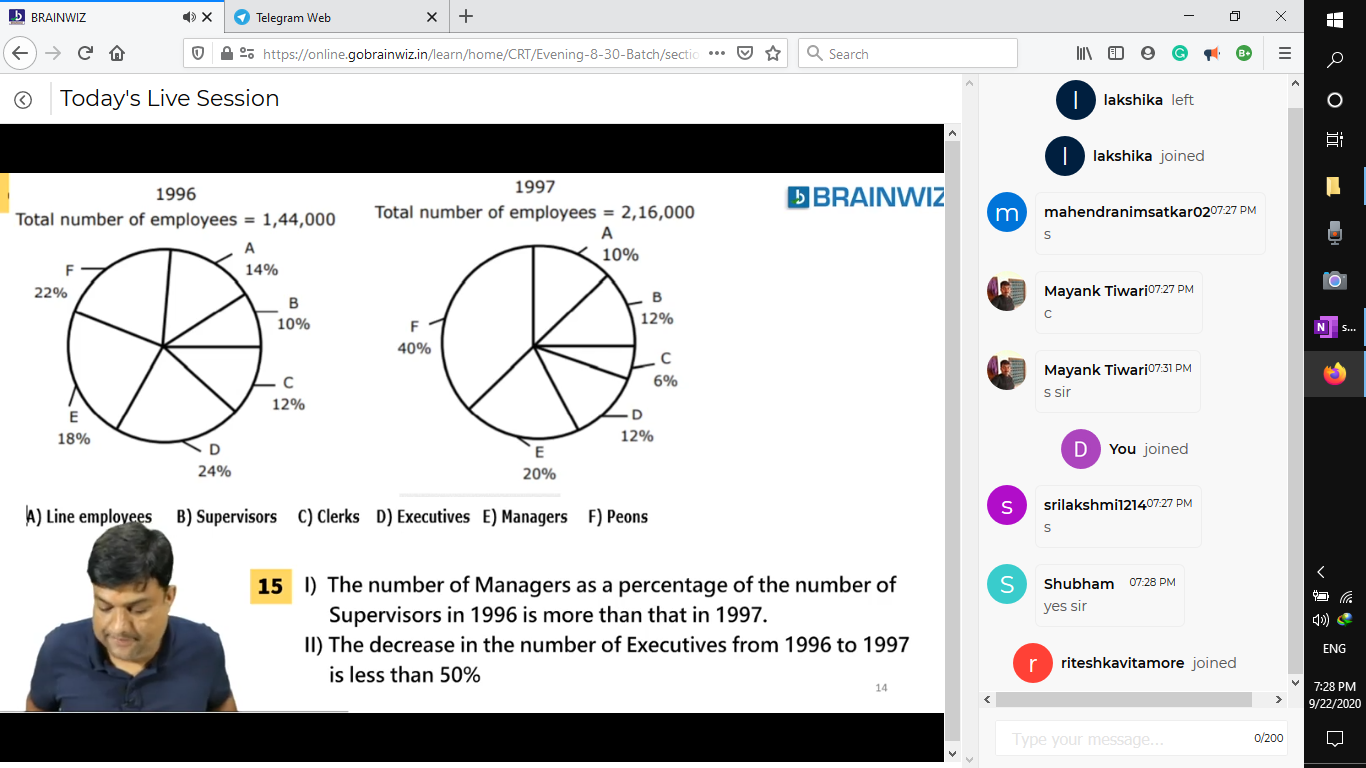 BRAINWIZ
Telegram Web
https://online.gobrainwiz.in/learn/home/CRT/Evening-8-30-Batch/sectio
Search
Today's Live Session
1996
Total number of employees = 1,44,000
A
14%
B
10%
C
12%
D
24%
E
18%
F
22%
1997
Total number of employees = 2,16,000
A
10%
B
12%
C
6%
D
12%
E
20%
F
40%
BRAINWIZ
A) Line employees B) Supervisors C) Clerks D) Executives E) Managers F) Peons
15 I) The number of Managers as a percentage of the number of
Supervisors in 1996 is more than that in 1997.
II) The decrease in the number of Executives from 1996 to 1997
is less than 50%
14
l lakshika left
l lakshika joined
m mahendranimsatkar02 07:27 PM
s
Mayank Tiwari 07:27 PM
c
Mayank Tiwari 07:31 PM
s sir
D You joined
s srilakshmi1214 07:27 PM
s
S Shubham 07:28 PM
yes sir
r riteshkavitamore joined
Type your message... 0/200
N s...
ENG
7:28 PM
9/22/2020